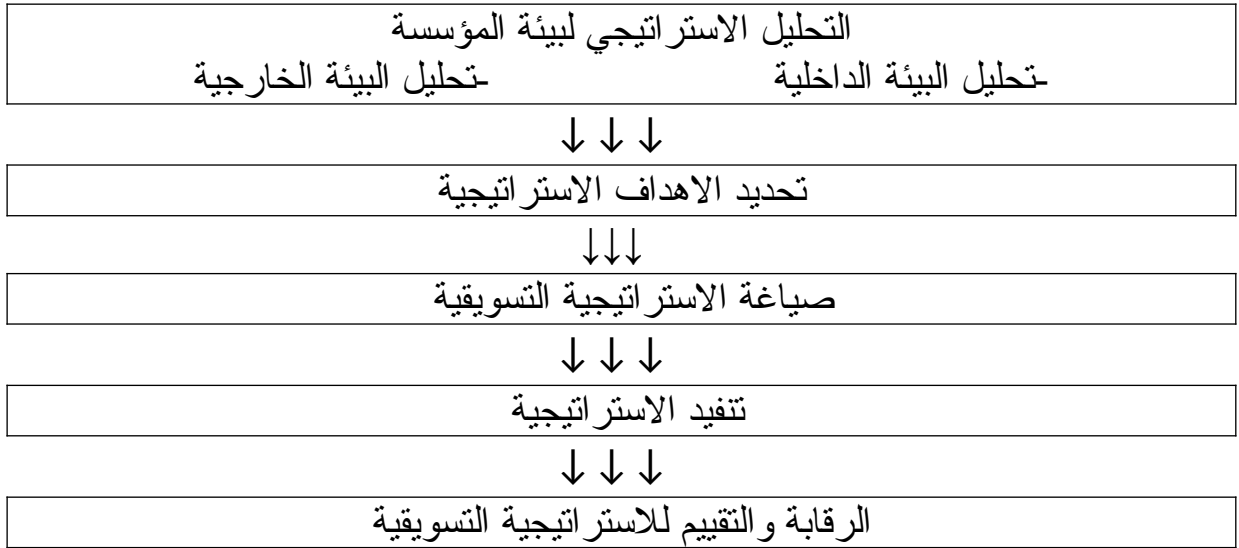 التحليل الاستراتيجي لبيئة المؤسسة
-تحليل البيئة الداخلية -تحليل البيئة الخارجية
↓ ↓ ↓
تحديد الاهداف الاستراتيجية
↓↓↓
صياغة الاستراتيجية التسويقية
↓ ↓ ↓
تنفيد الاستراتيجية
↓ ↓ ↓
الرقابة والتقييم للاستراتيجية التسويقية